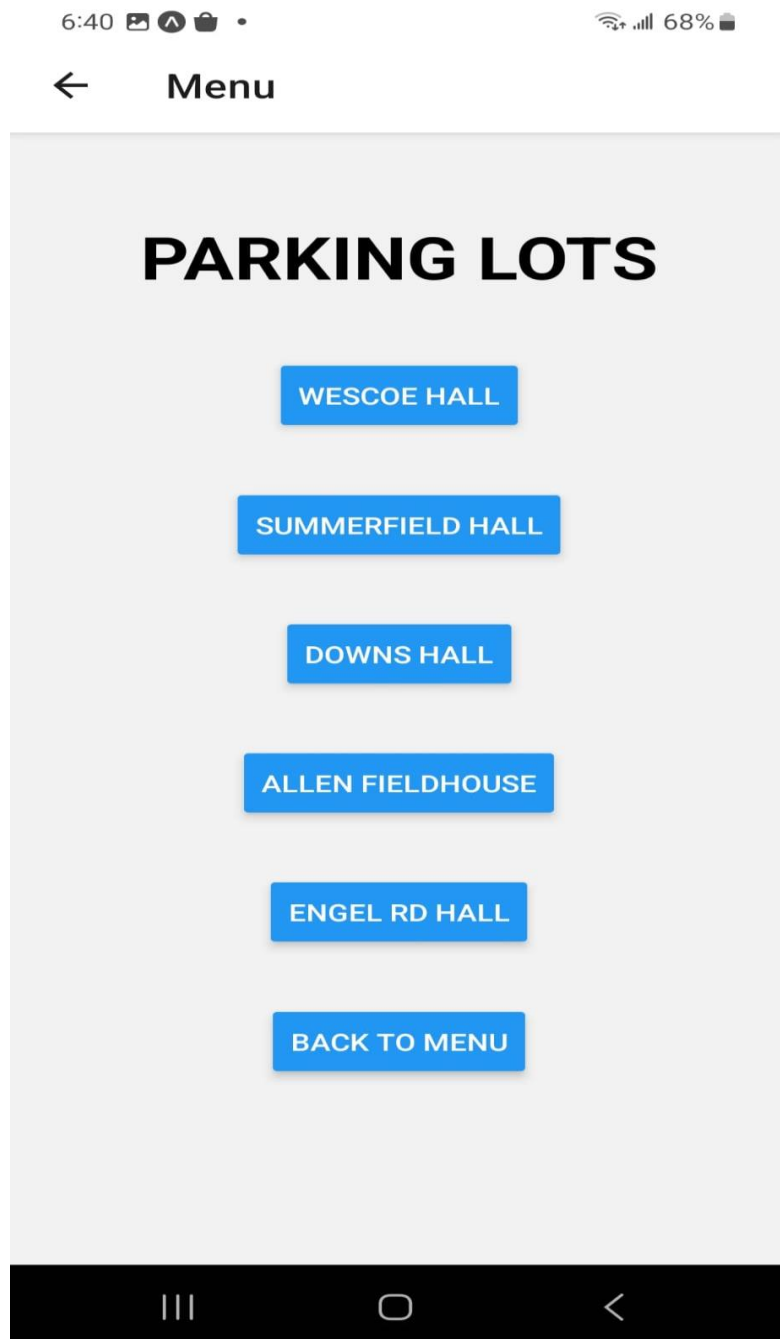 6:40 68%
Menu
PARKING LOTS
WESCOE HALL
SUMMERFIELD HALL
DOWNS HALL
ALLEN FIELDHOUSE
ENGEL RD HALL
BACK TO MENU